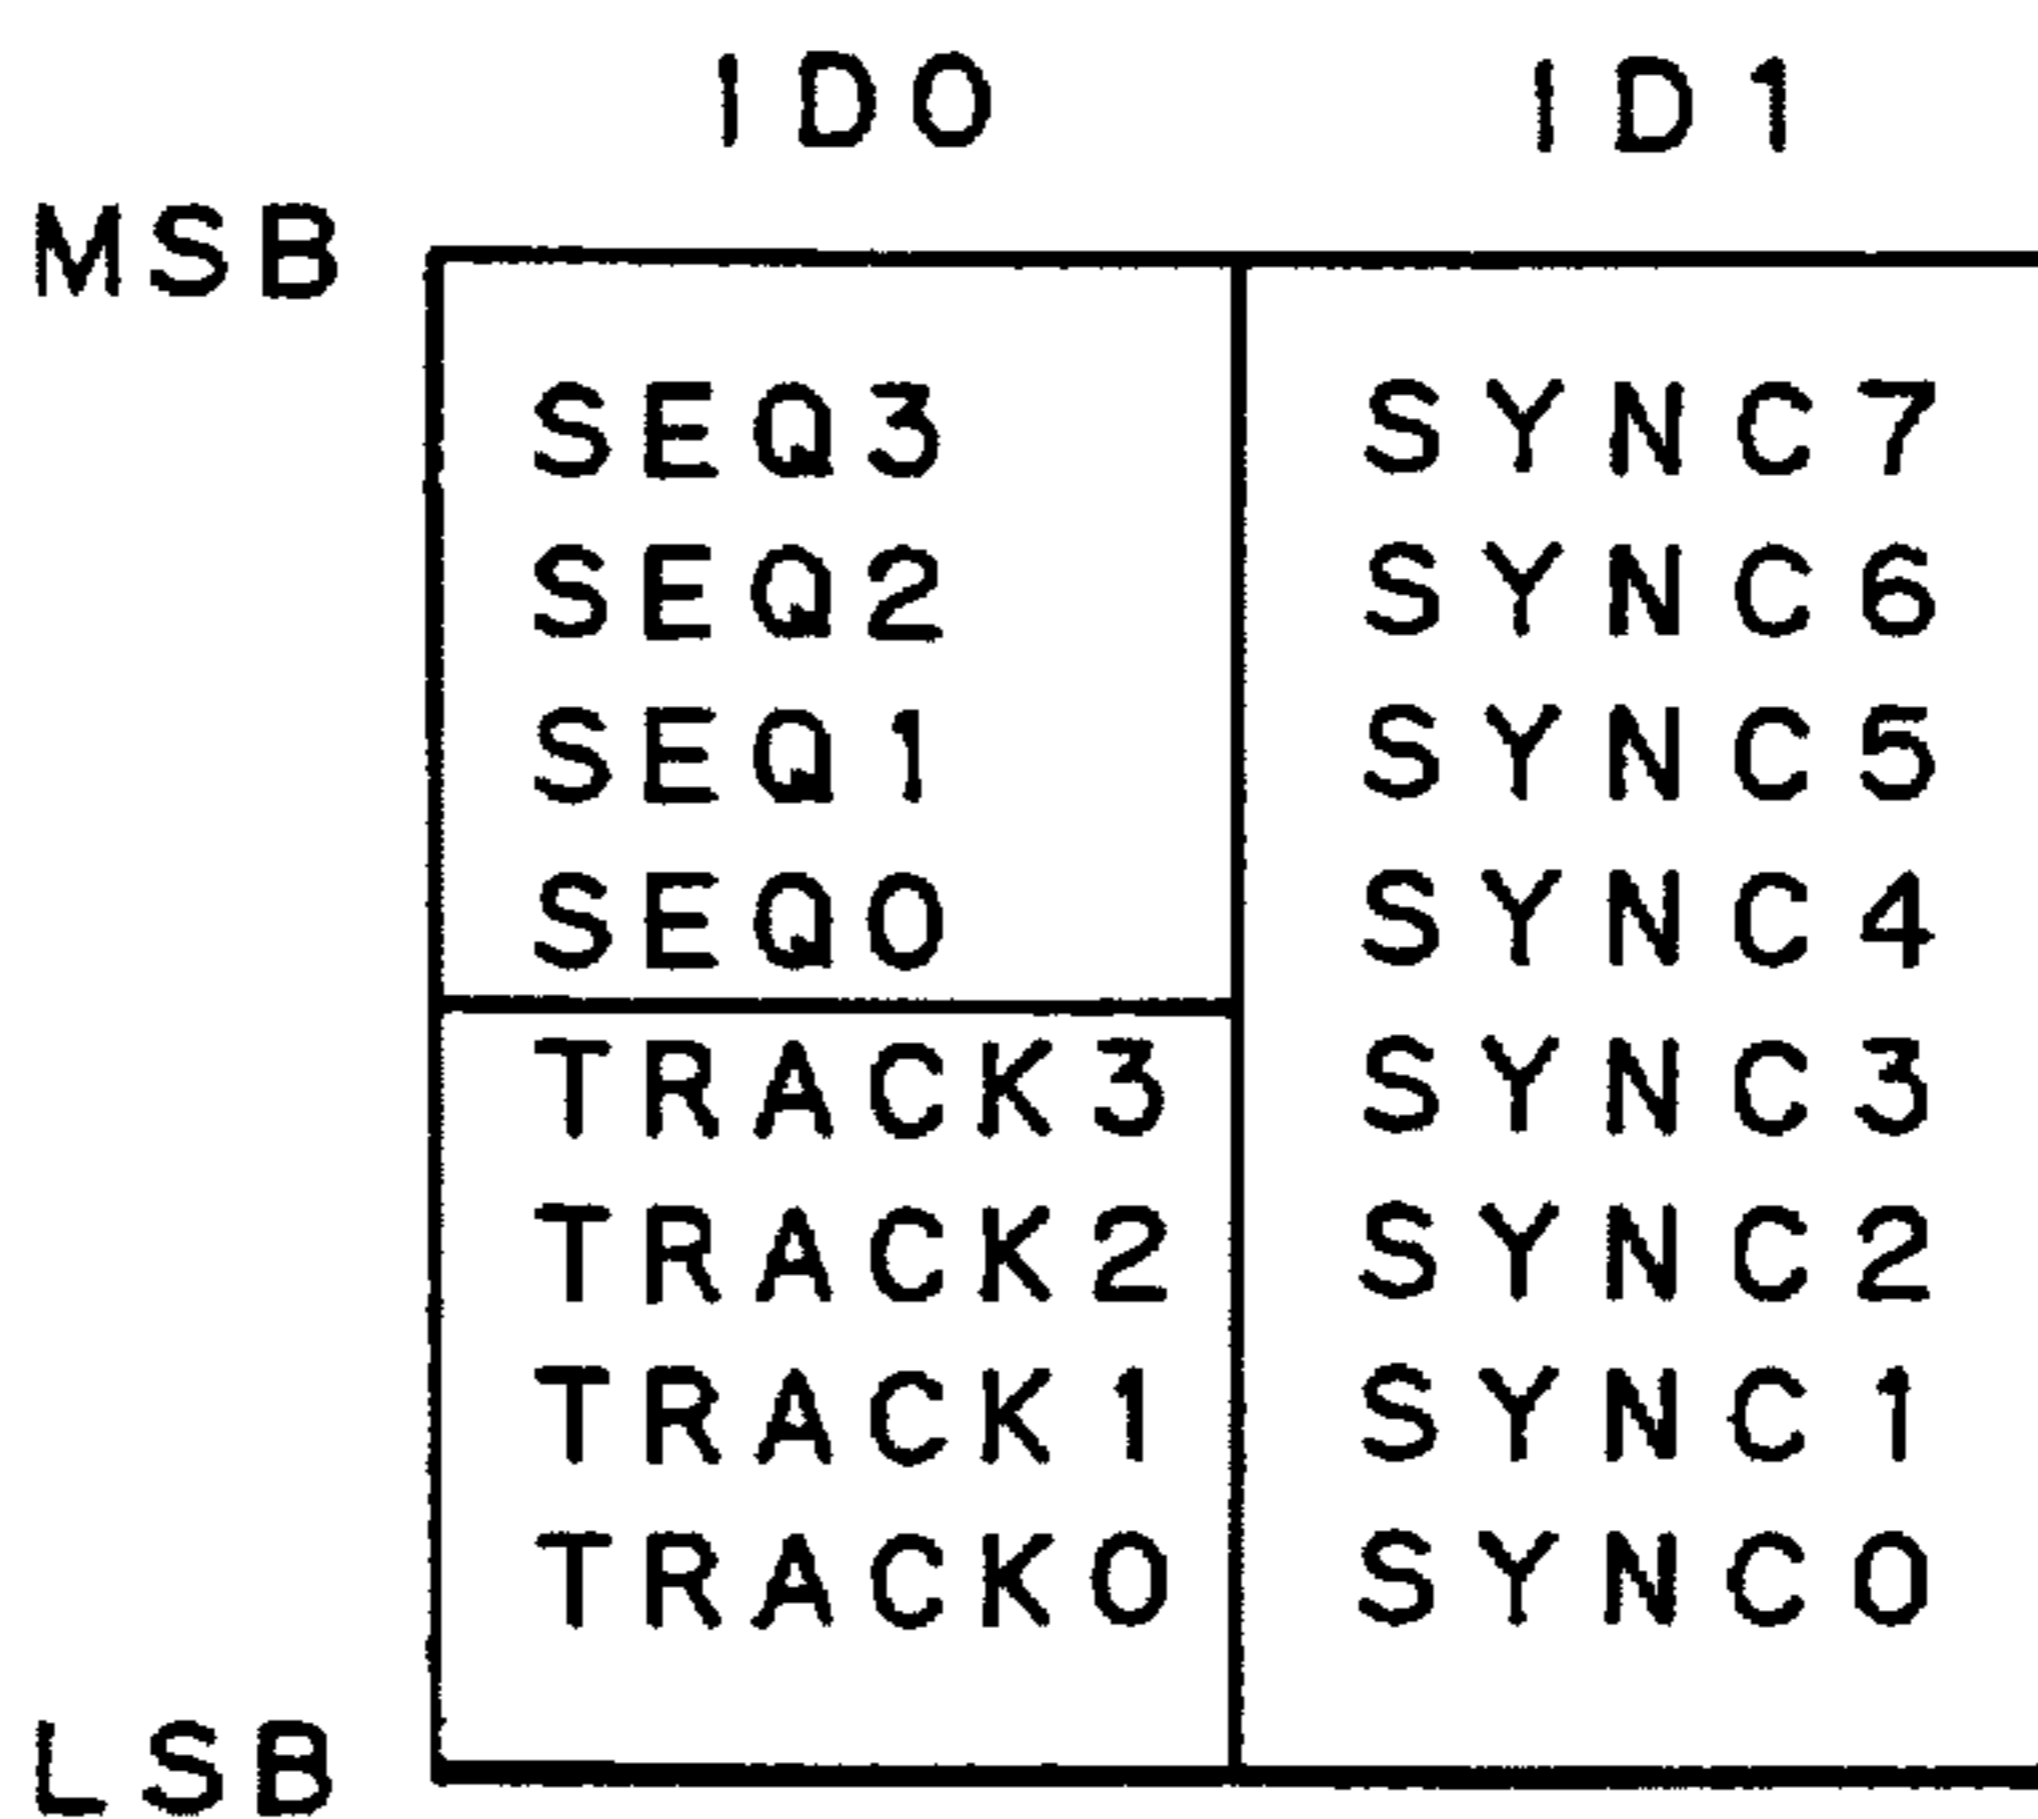 ID0 ID1
MSB
SEQ3 SYNC7
SEQ2 SYNC6
SEQ1 SYNC5
SEQ0 SYNC4
TRACK3 SYNC3
TRACK2 SYNC2
TRACK1 SYNC1
TRACK0 SYNC0
LSB